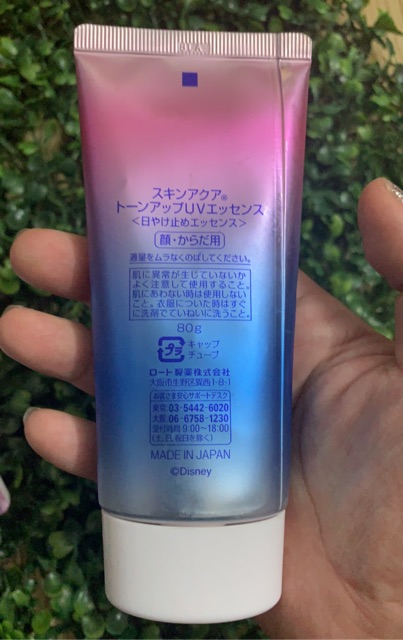 スキンアクア®
トーンアップUVエッセンス
<日やけ止めエッセンス>
顔・からだ用
適量をムラなくのばしてください。
肌に異常が生じていないか
よく注意して使用すること。
肌にあわない時は使用しない
こと。衣服についた時はすぐ
に洗剤でていねいに洗うこと。
80g
プラ
キャップ
チューブ
ロート製薬株式会社
大阪市生野区巽西1-8-1
お客さま安心サポートデスク
東京 03-5442-6020
大阪 06-6758-1230
受付時間 9:00~18:00
(土、日、祝日を除く)
MADE IN JAPAN
©Disney